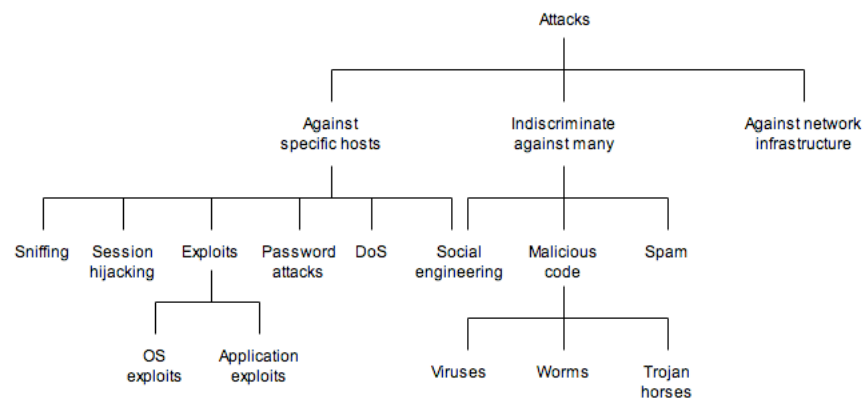 Attacks
Against
specific hosts
Indiscriminate
against many
Against network
infrastructure
Sniffing
Session
hijacking
Exploits
Password
attacks
DoS
Social
engineering
Malicious
code
Spam
OS
exploits
Application
exploits
Viruses
Worms
Trojan
horses